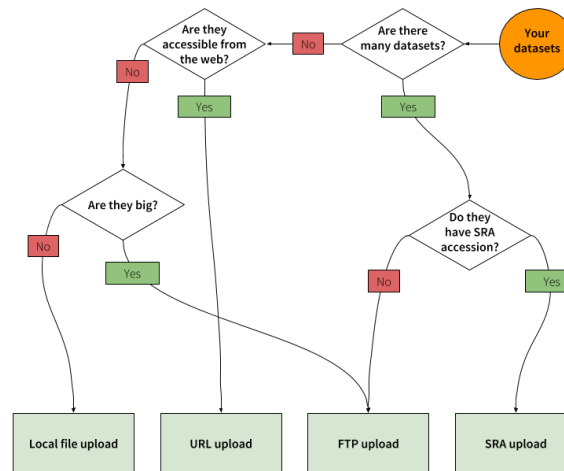 Your
datasets
Are there
many datasets?
No
Are they
accessible from
the web?
No
Yes
Yes
Are they big?
No
Yes
Do they
have SRA
accession?
No
Yes
Local file upload
URL upload
FTP upload
SRA upload